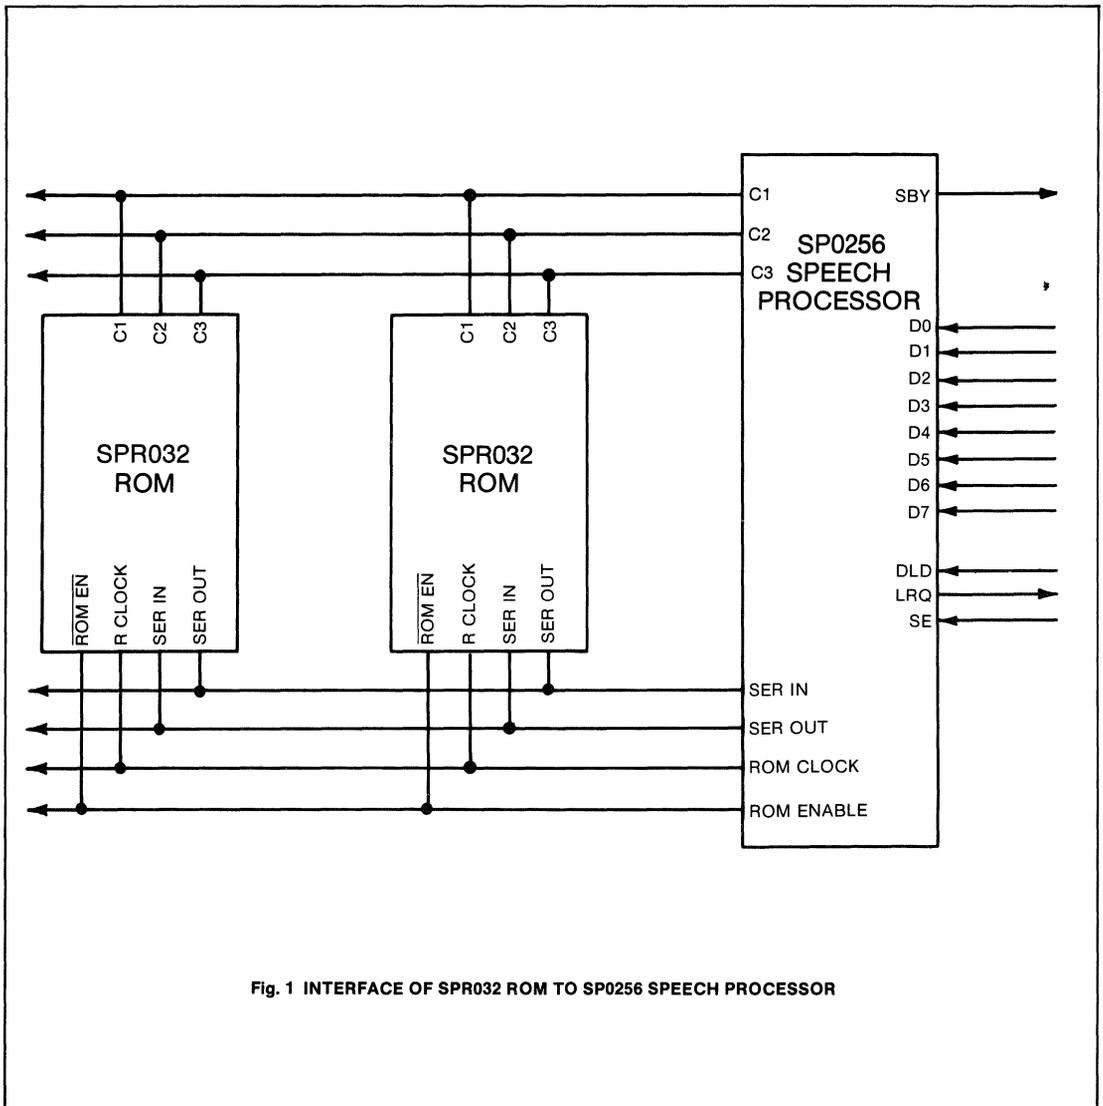 C1
C2
C3
SBY
SP0256
SPEECH
PROCESSOR
D0
D1
D2
D3
D4
D5
D6
D7
DLD
LRQ
SE
SER IN
SER OUT
ROM CLOCK
ROM ENABLE
C1
C2
C3
SPR032
ROM
ROM EN
R CLOCK
SER IN
SER OUT
C1
C2
C3
SPR032
ROM
ROM EN
R CLOCK
SER IN
SER OUT
Fig. 1 INTERFACE OF SPR032 ROM TO SP0256 SPEECH PROCESSOR